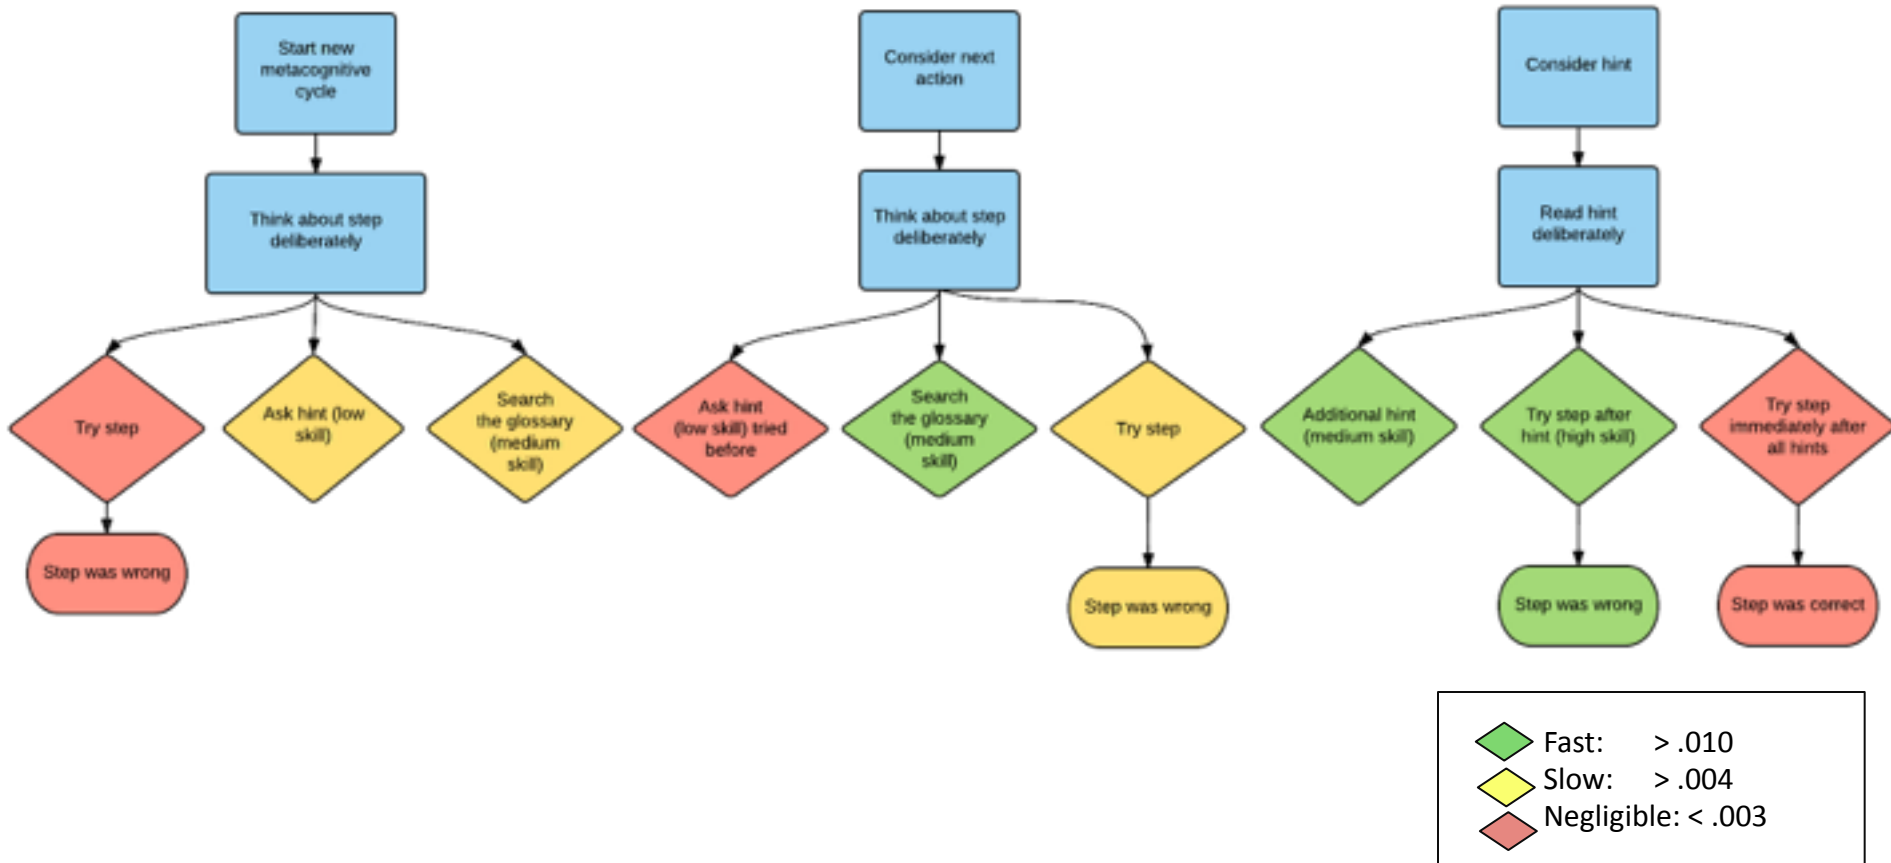 Start new
metacognitive
cycle
Think about step
deliberately
Try step
Ask hint (low
skill)
Search
the glossary
(medium
skill)
Step was wrong
Consider next
action
Think about step
deliberately
Ask hint
(low skill) tried
before
Search
the glossary
(medium
skill)
Try step
Step was wrong
Consider hint
Read hint
deliberately
Additional hint
(medium skill)
Try step after
hint (high skill)
Try step
immediately after
all hints
Step was wrong
Step was correct
Fast: > .010
Slow: > .004
Negligible: < .003